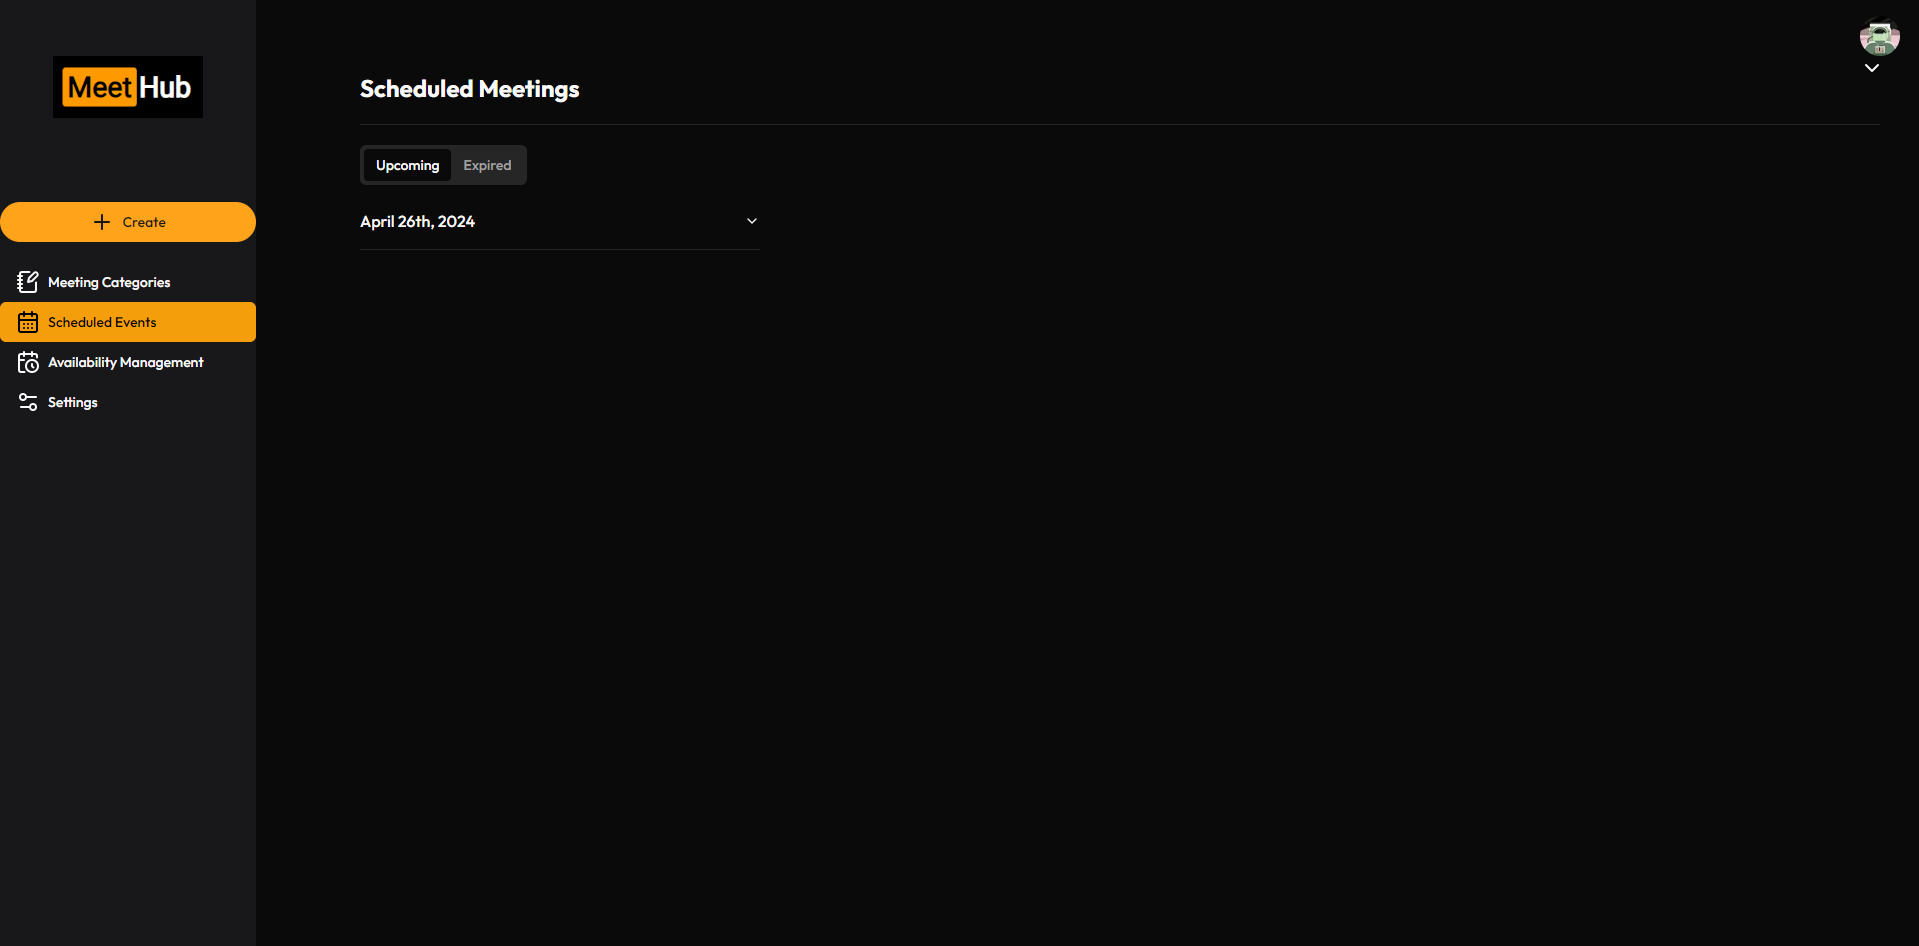 MeetHub
Create
Meeting Categories
Scheduled Events
Availability Management
Settings
Scheduled Meetings
Upcoming Expired
April 26th, 2024